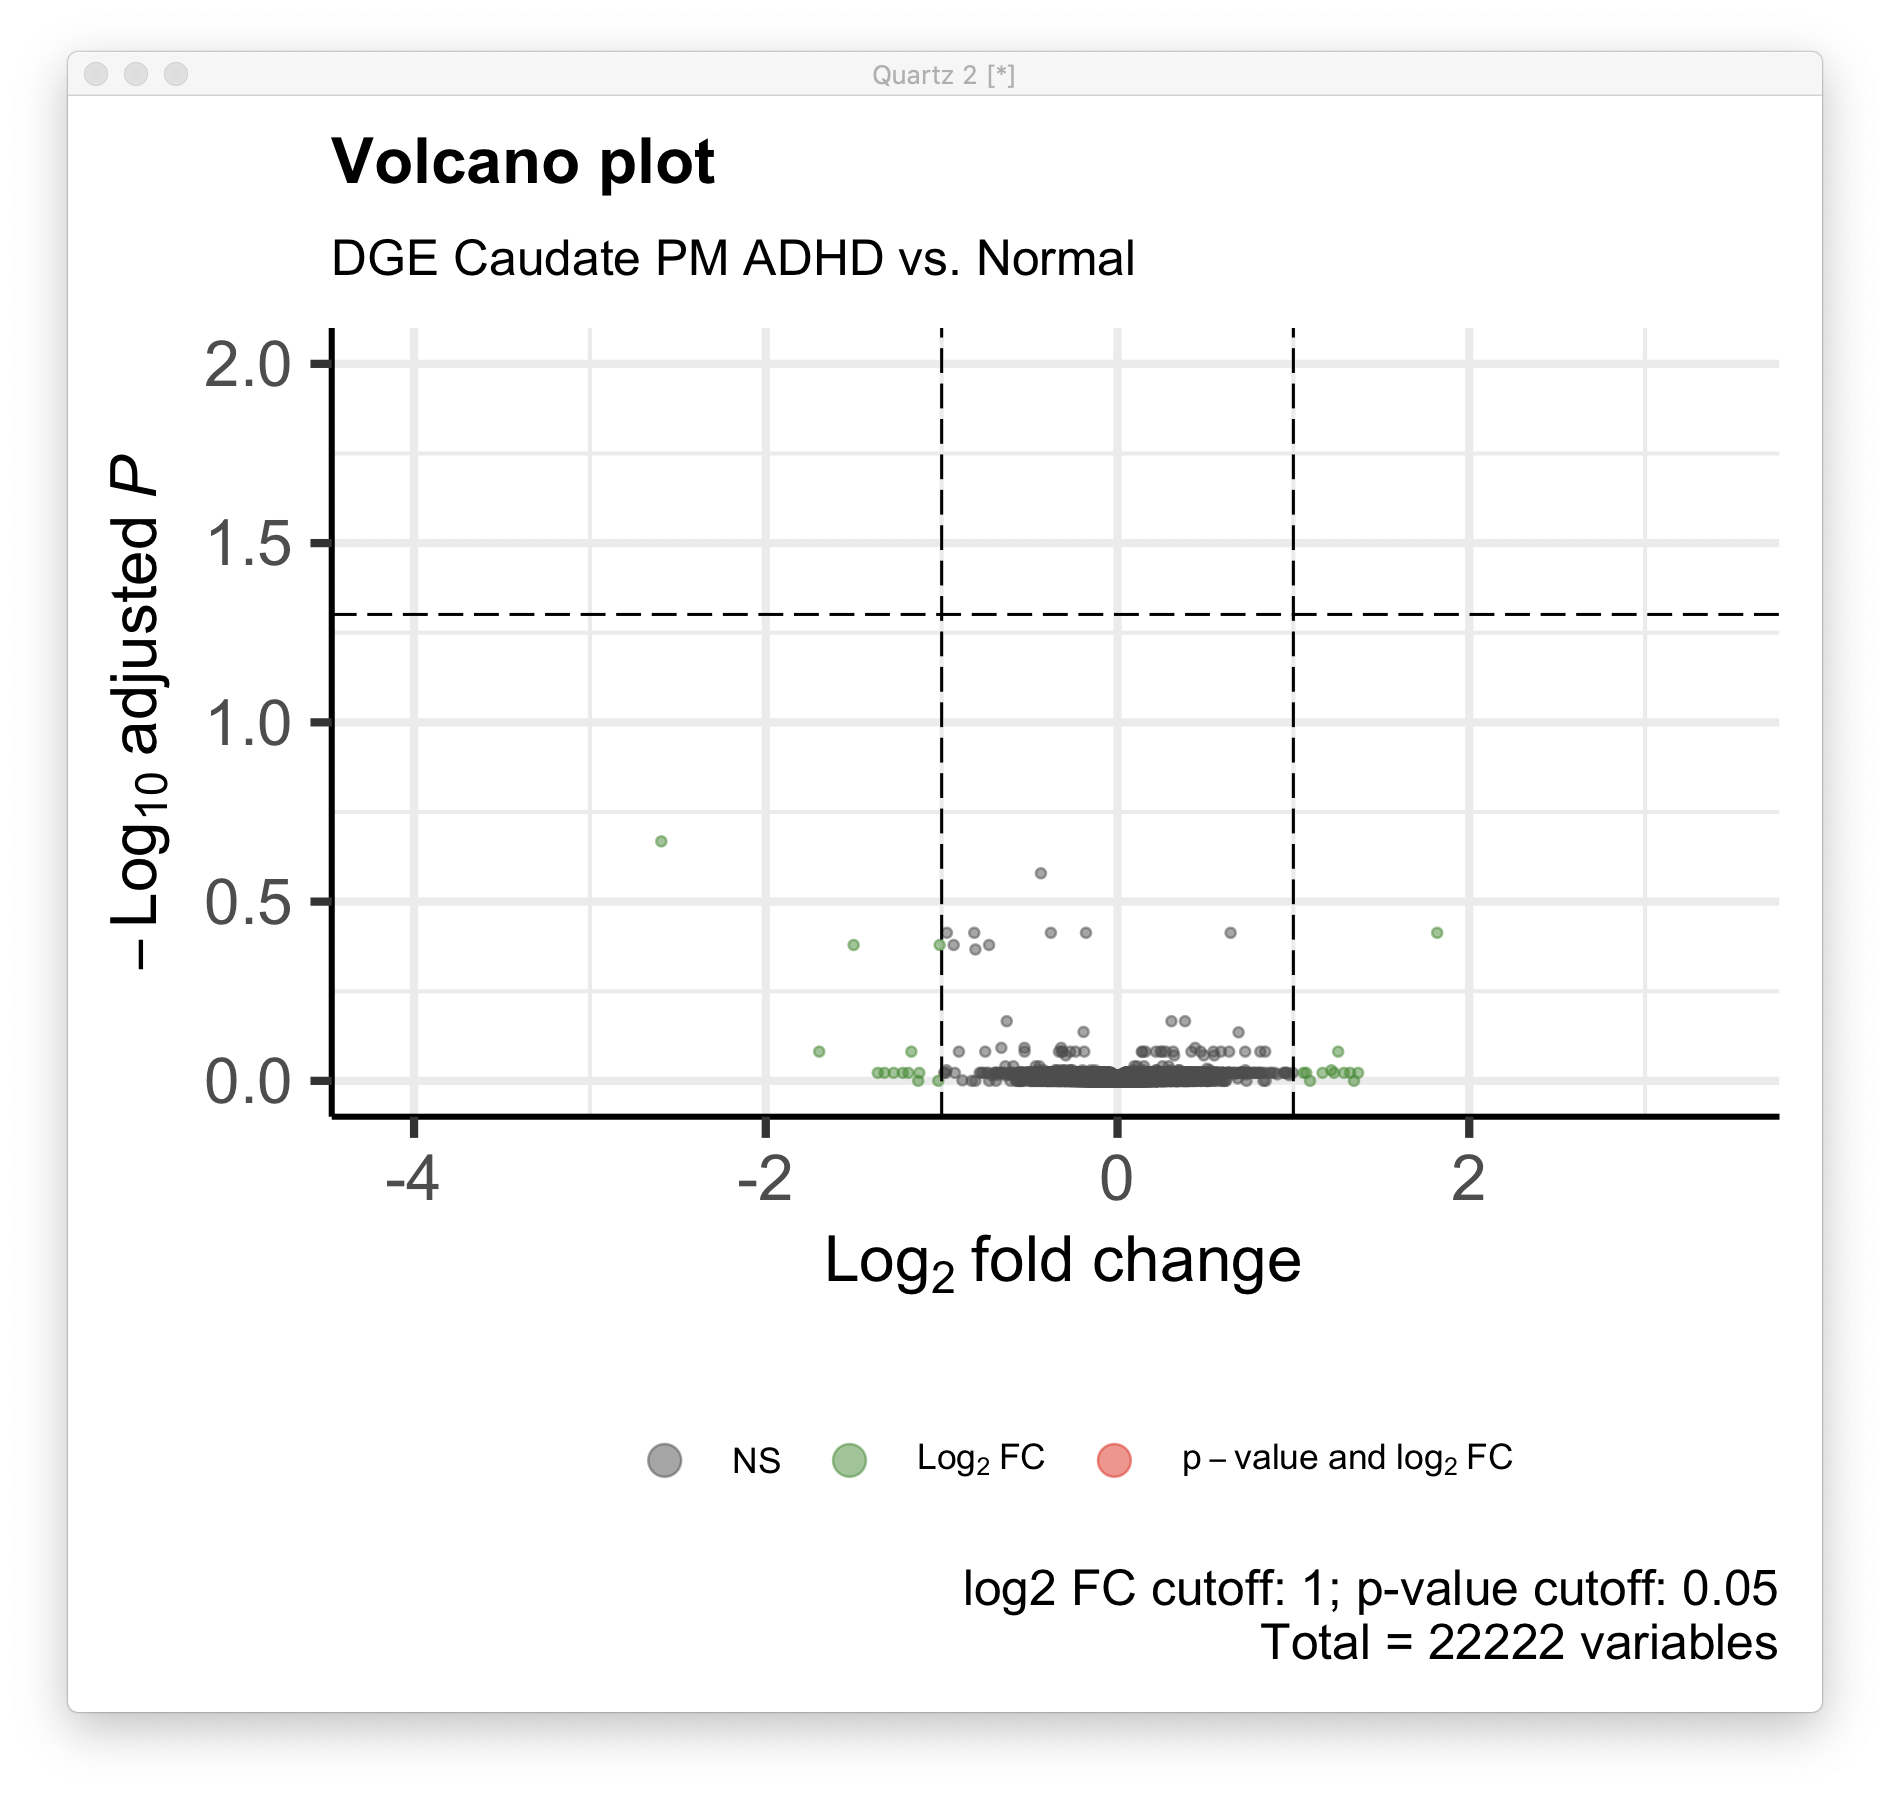 Quartz 2 [*]
Volcano plot
DGE Caudate PM ADHD vs. Normal
2.0
1.5
1.0
0.5
0.0
– Log10 adjusted P
-4 -2 0 2
Log2 fold change
NS Log2 FC p – value and log2 FC
log2 FC cutoff: 1; p-value cutoff: 0.05
Total = 22222 variables